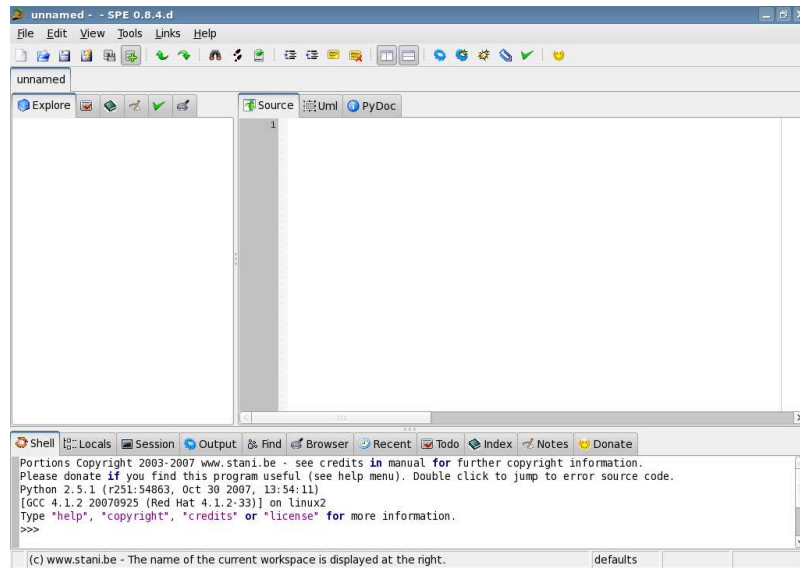 unnamed - - SPE 0.8.4.d
File Edit View Tools Links Help
unnamed
Explore
Source Uml PyDoc
1
Shell Locals Session Output Find Browser Recent Todo Index Notes Donate
Portions Copyright 2003-2007 www.stani.be - see credits in manual for further copyright information.
Please donate if you find this program useful (see help menu). Double click to jump to error source code.
Python 2.5.1 (r251:54863, Oct 30 2007, 13:54:11)
[GCC 4.1.2 20070925 (Red Hat 4.1.2-33)] on linux2
Type "help", "copyright", "credits" or "license" for more information.
>>>
(c) www.stani.be - The name of the current workspace is displayed at the right. defaults